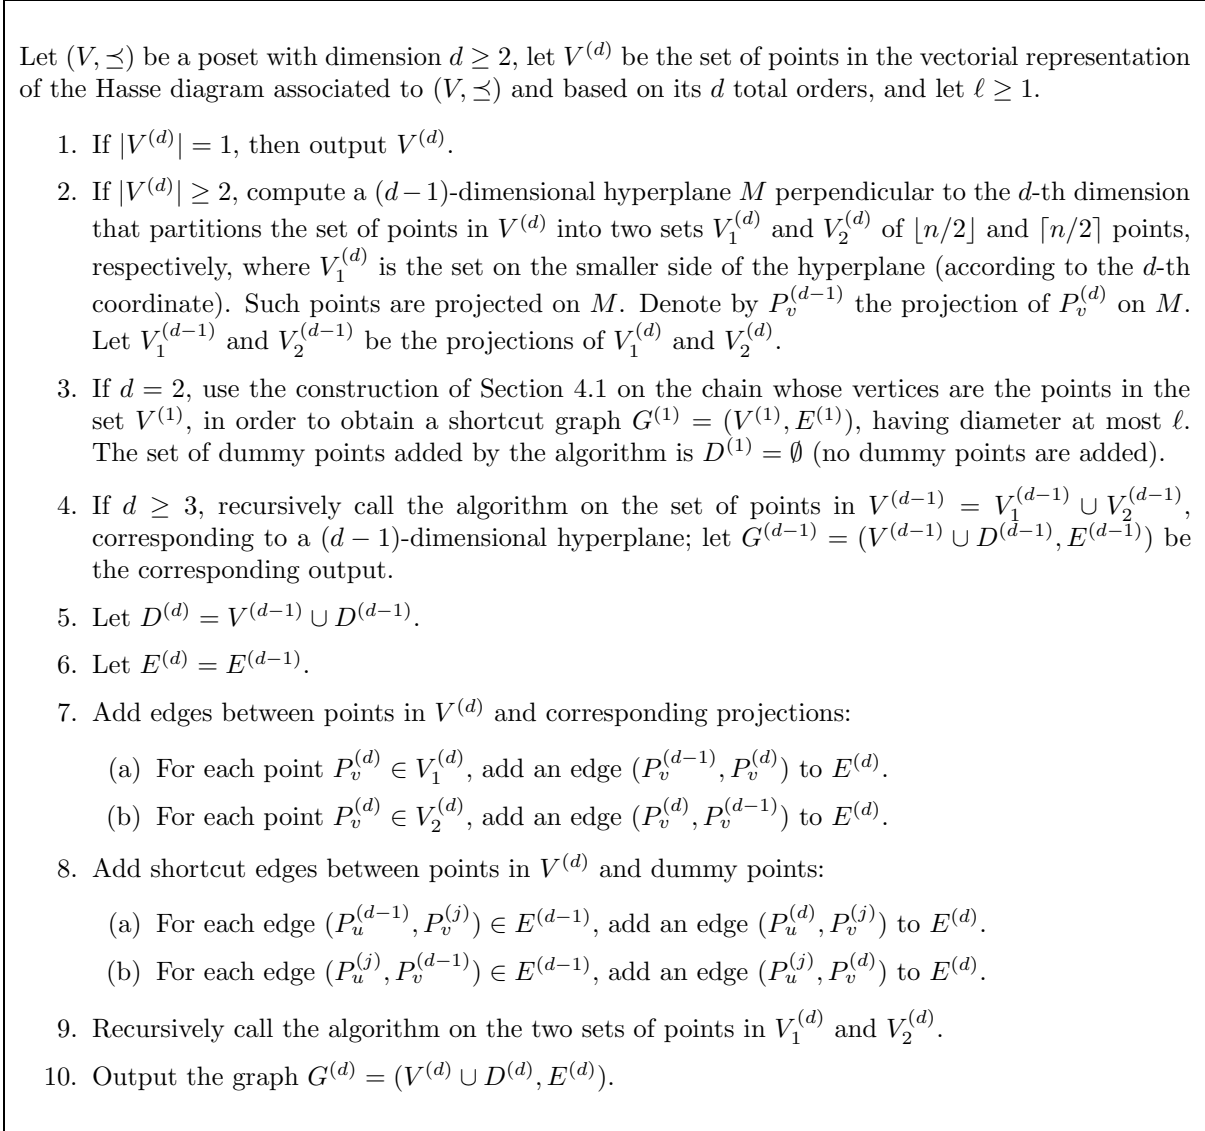 Let (V, ⪯) be a poset with dimension d ≥ 2, let V^{(d)} be the set of points in the vectorial representation
of the Hasse diagram associated to (V, ⪯) and based on its d total orders, and let ℓ ≥ 1.
1. If |V^{(d)}| = 1, then output V^{(d)}.
2. If |V^{(d)}| ≥ 2, compute a (d − 1)-dimensional hyperplane M perpendicular to the d-th dimension
that partitions the set of points in V^{(d)} into two sets V_1^{(d)} and V_2^{(d)} of ⌊n/2⌋ and ⌈n/2⌉ points,
respectively, where V_1^{(d)} is the set on the smaller side of the hyperplane (according to the d-th
coordinate). Such points are projected on M. Denote by P_v^{(d−1)} the projection of P_v^{(d)} on M.
Let V_1^{(d−1)} and V_2^{(d−1)} be the projections of V_1^{(d)} and V_2^{(d)}.
3. If d = 2, use the construction of Section 4.1 on the chain whose vertices are the points in the
set V^{(1)}, in order to obtain a shortcut graph G^{(1)} = (V^{(1)}, E^{(1)}), having diameter at most ℓ.
The set of dummy points added by the algorithm is D^{(1)} = ∅ (no dummy points are added).
4. If d ≥ 3, recursively call the algorithm on the set of points in V^{(d−1)} = V_1^{(d−1)} ∪ V_2^{(d−1)},
corresponding to a (d − 1)-dimensional hyperplane; let G^{(d−1)} = (V^{(d−1)} ∪ D^{(d−1)}, E^{(d−1)}) be
the corresponding output.
5. Let D^{(d)} = V^{(d−1)} ∪ D^{(d−1)}.
6. Let E^{(d)} = E^{(d−1)}.
7. Add edges between points in V^{(d)} and corresponding projections:
(a) For each point P_v^{(d)} ∈ V_1^{(d)}, add an edge (P_v^{(d−1)}, P_v^{(d)}) to E^{(d)}.
(b) For each point P_v^{(d)} ∈ V_2^{(d)}, add an edge (P_v^{(d)}, P_v^{(d−1)}) to E^{(d)}.
8. Add shortcut edges between points in V^{(d)} and dummy points:
(a) For each edge (P_u^{(d−1)}, P_v^{(j)}) ∈ E^{(d−1)}, add an edge (P_u^{(d)}, P_v^{(j)}) to E^{(d)}.
(b) For each edge (P_u^{(j)}, P_v^{(d−1)}) ∈ E^{(d−1)}, add an edge (P_u^{(j)}, P_v^{(d)}) to E^{(d)}.
9. Recursively call the algorithm on the two sets of points in V_1^{(d)} and V_2^{(d)}.
10. Output the graph G^{(d)} = (V^{(d)} ∪ D^{(d)}, E^{(d)}).